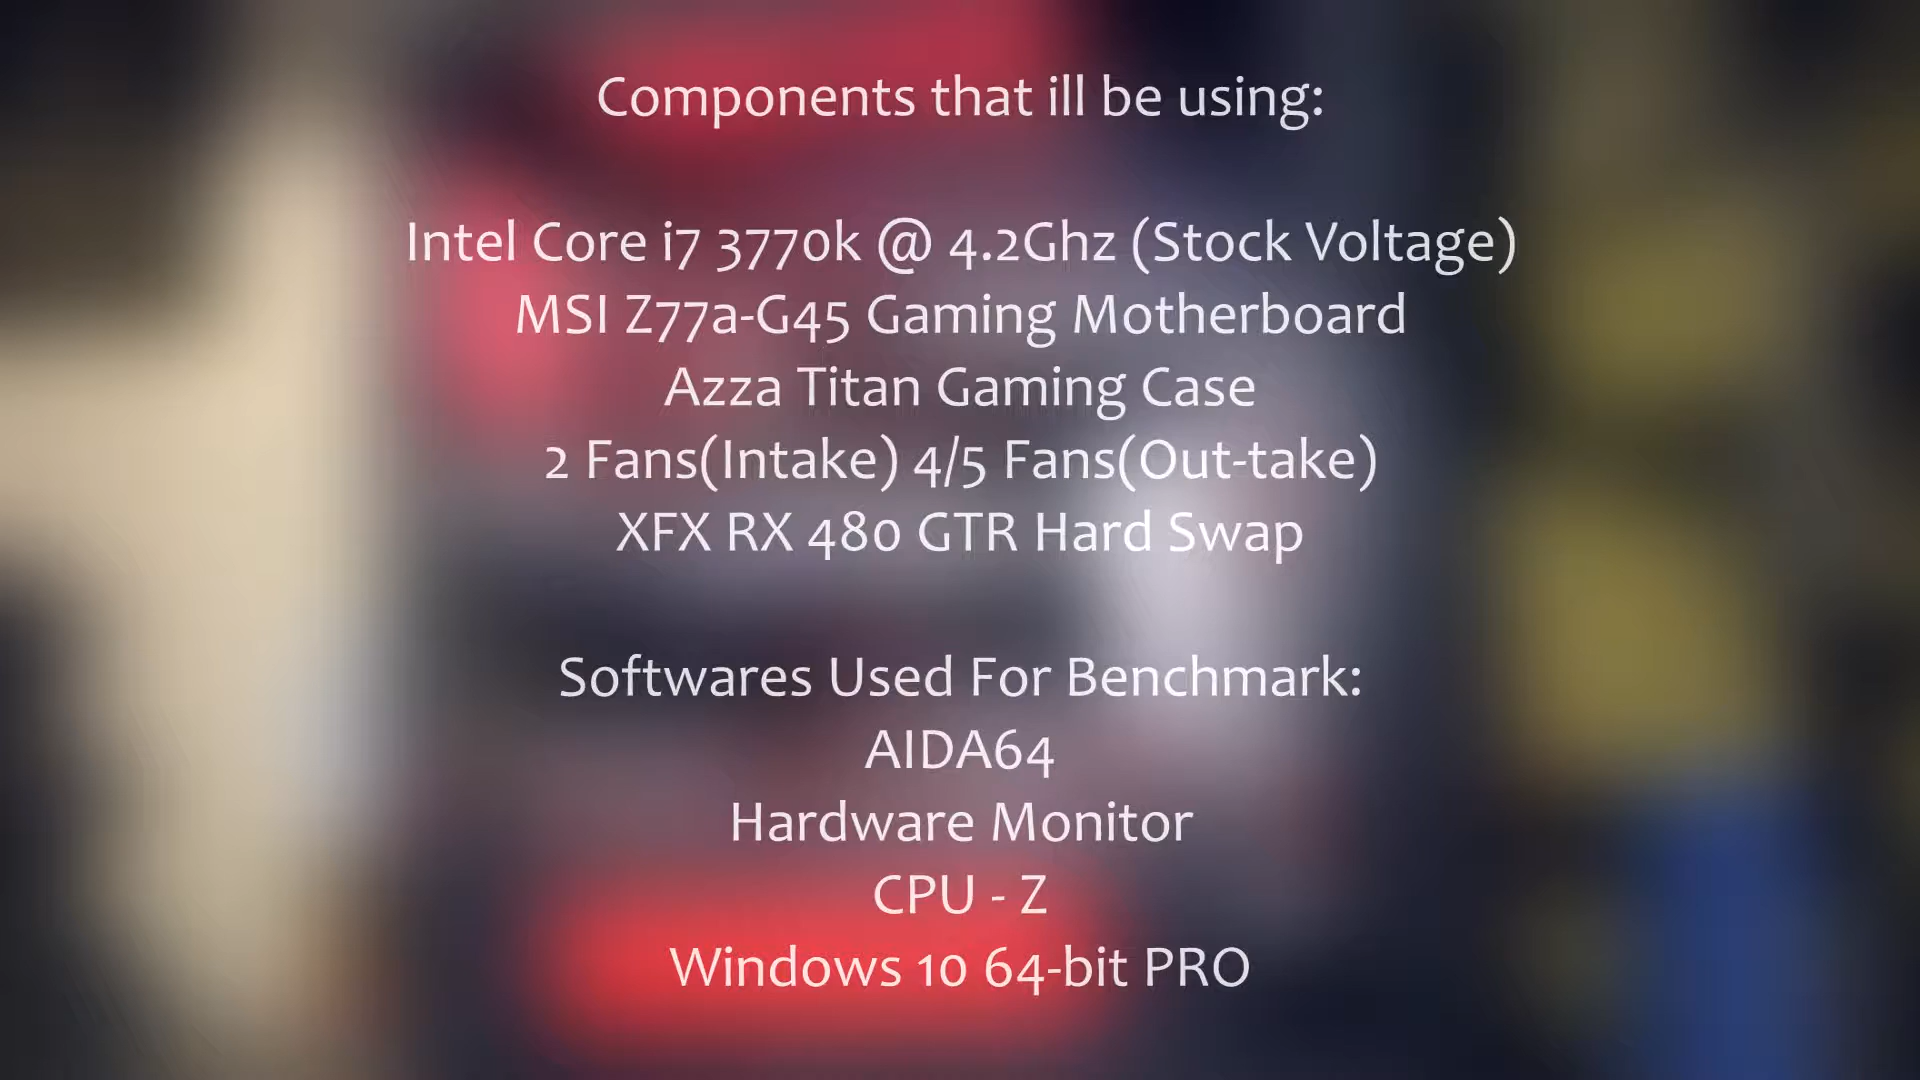 Components that ill be using:
Intel Core i7 3770k @ 4.2Ghz (Stock Voltage)
MSI Z77a-G45 Gaming Motherboard
Azza Titan Gaming Case
2 Fans(Intake) 4/5 Fans(Out-take)
XFX RX 480 GTR Hard Swap
Softwares Used For Benchmark:
AIDA64
Hardware Monitor
CPU - Z
Windows 10 64-bit PRO